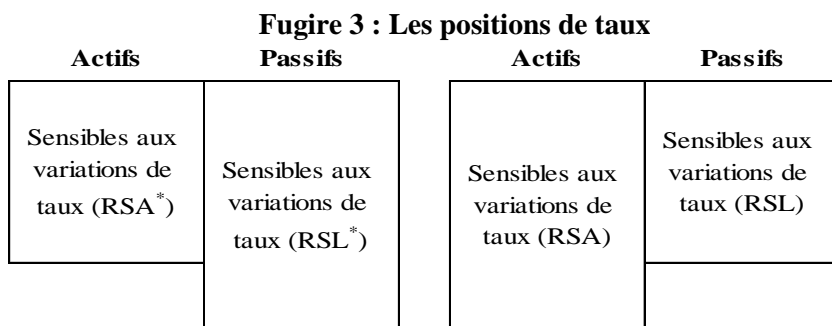 Fugire 3 : Les positions de taux
Actifs Passifs Actifs Passifs
Sensibles aux
variations de
taux (RSA*)
Sensibles aux
variations de
taux (RSL*)
Sensibles aux
variations de
taux (RSA)
Sensibles aux
variations de
taux (RSL)